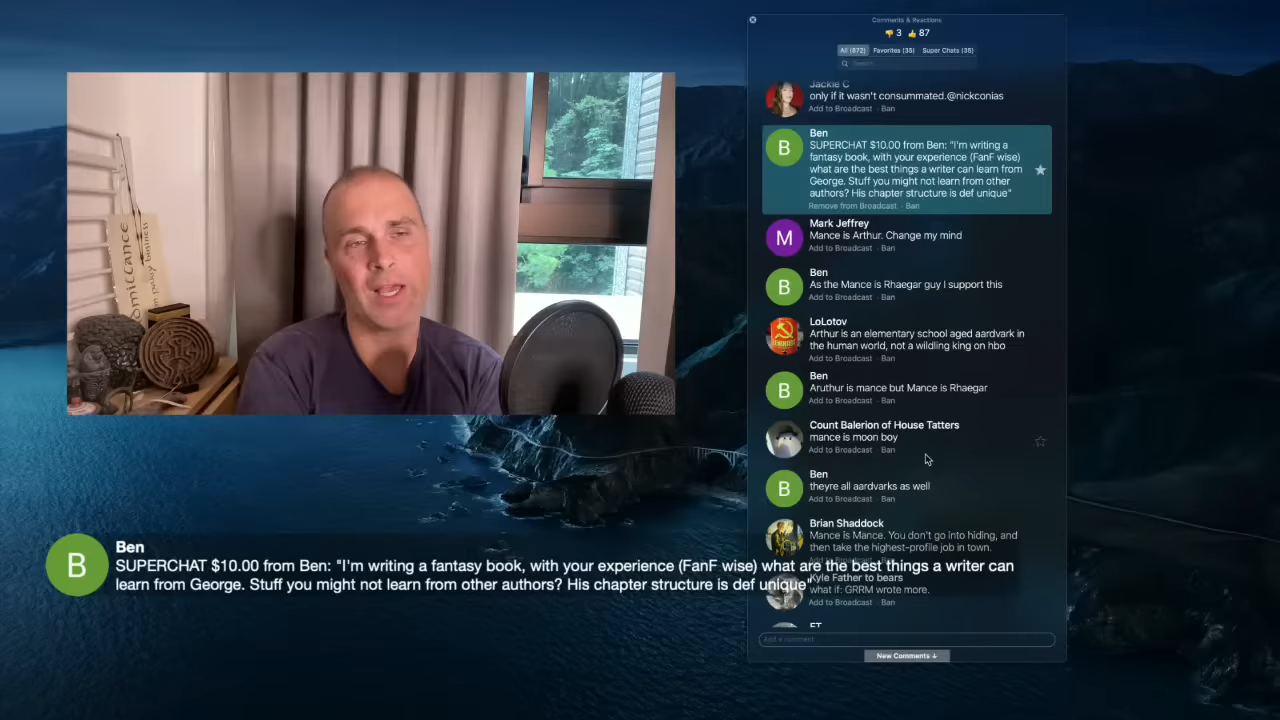 Comments & Reactions
👎 3 👍 87
All (872) Favorites (35) Super Chats (35)
Search
Jackie C
only if it wasn't consummated.@nickconias
Add to Broadcast · Ban
B
Ben
SUPERCHAT $10.00 from Ben: "I'm writing a
fantasy book, with your experience (FanF wise)
what are the best things a writer can learn from
George. Stuff you might not learn from other
authors? His chapter structure is def unique"
Remove from Broadcast · Ban
M
Mark Jeffrey
Mance is Arthur. Change my mind
Add to Broadcast · Ban
B
Ben
As the Mance is Rhaegar guy I support this
Add to Broadcast · Ban
LoLotov
Arthur is an elementary school aged aardvark in
the human world, not a wildling king on hbo
Add to Broadcast · Ban
B
Ben
Aruthur is mance but Mance is Rhaegar
Add to Broadcast · Ban
Count Balerion of House Tatters
mance is moon boy
Add to Broadcast · Ban
B
Ben
theyre all aardvarks as well
Add to Broadcast · Ban
Brian Shaddock
Mance is Mance. You don't go into hiding, and
then take the highest-profile job in town.
Add to Broadcast · Ban
Kyle Father to bears
what if: GRRM wrote more.
Add to Broadcast · Ban
ET
Add a comment
New Comments ↓
B
Ben
SUPERCHAT $10.00 from Ben: "I'm writing a fantasy book, with your experience (FanF wise) what are the best things a writer can
learn from George. Stuff you might not learn from other authors? His chapter structure is def unique"